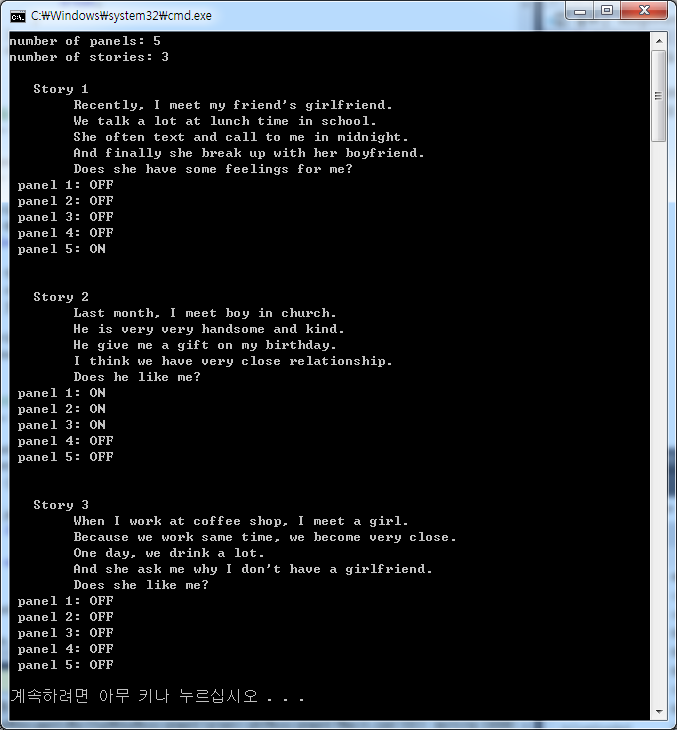 C:₩Windows₩system32₩cmd.exe
number of panels: 5
number of stories: 3
Story 1
Recently, I meet my friend's girlfriend.
We talk a lot at lunch time in school.
She often text and call to me in midnight.
And finally she break up with her boyfriend.
Does she have some feelings for me?
panel 1: OFF
panel 2: OFF
panel 3: OFF
panel 4: OFF
panel 5: ON
Story 2
Last month, I meet boy in church.
He is very very handsome and kind.
He give me a gift on my birthday.
I think we have very close relationship.
Does he like me?
panel 1: ON
panel 2: ON
panel 3: ON
panel 4: OFF
panel 5: OFF
Story 3
When I work at coffee shop, I meet a girl.
Because we work same time, we become very close.
One day, we drink a lot.
And she ask me why I don't have a girlfriend.
Does she like me?
panel 1: OFF
panel 2: OFF
panel 3: OFF
panel 4: OFF
panel 5: OFF
계속하려면 아무 키나 누르십시오 . . .